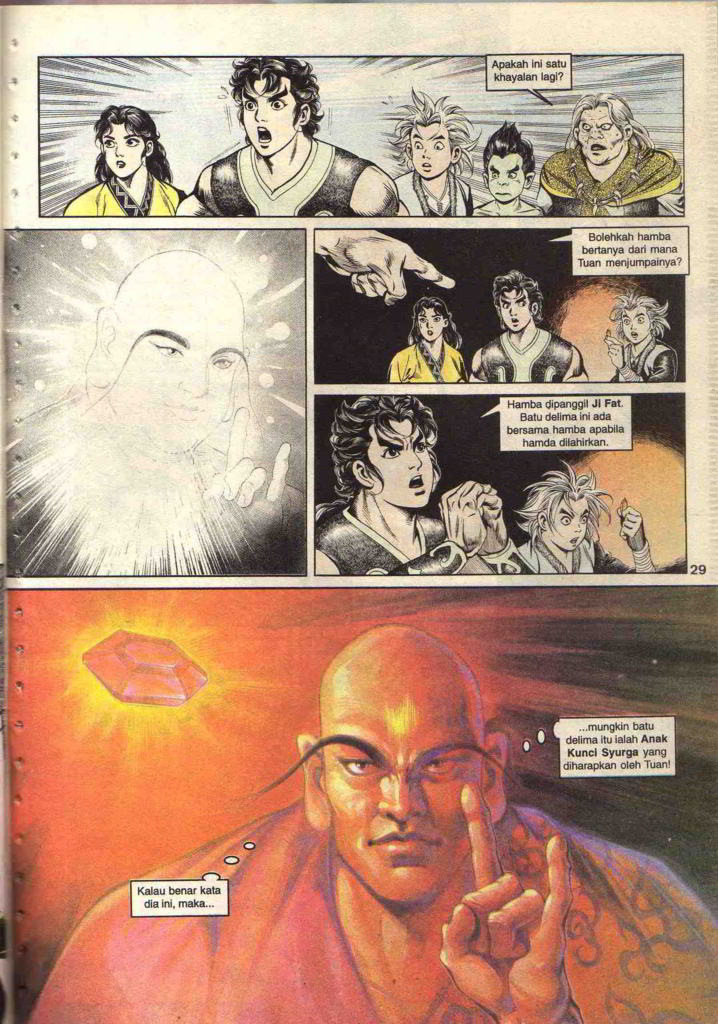 Apakah ini satu
khayalan lagi?
Bolehkah hamba
bertanya dari mana
Tuan menjumpainya?
Hamba dipanggil Ji Fat.
Batu delima ini ada
bersama hamba apabila
hamda dilahirkan.
29
Kalau benar kata
dia ini, maka...
...mungkin batu
delima itu ialah Anak
Kunci Syurga yang
diharapkan oleh Tuan!